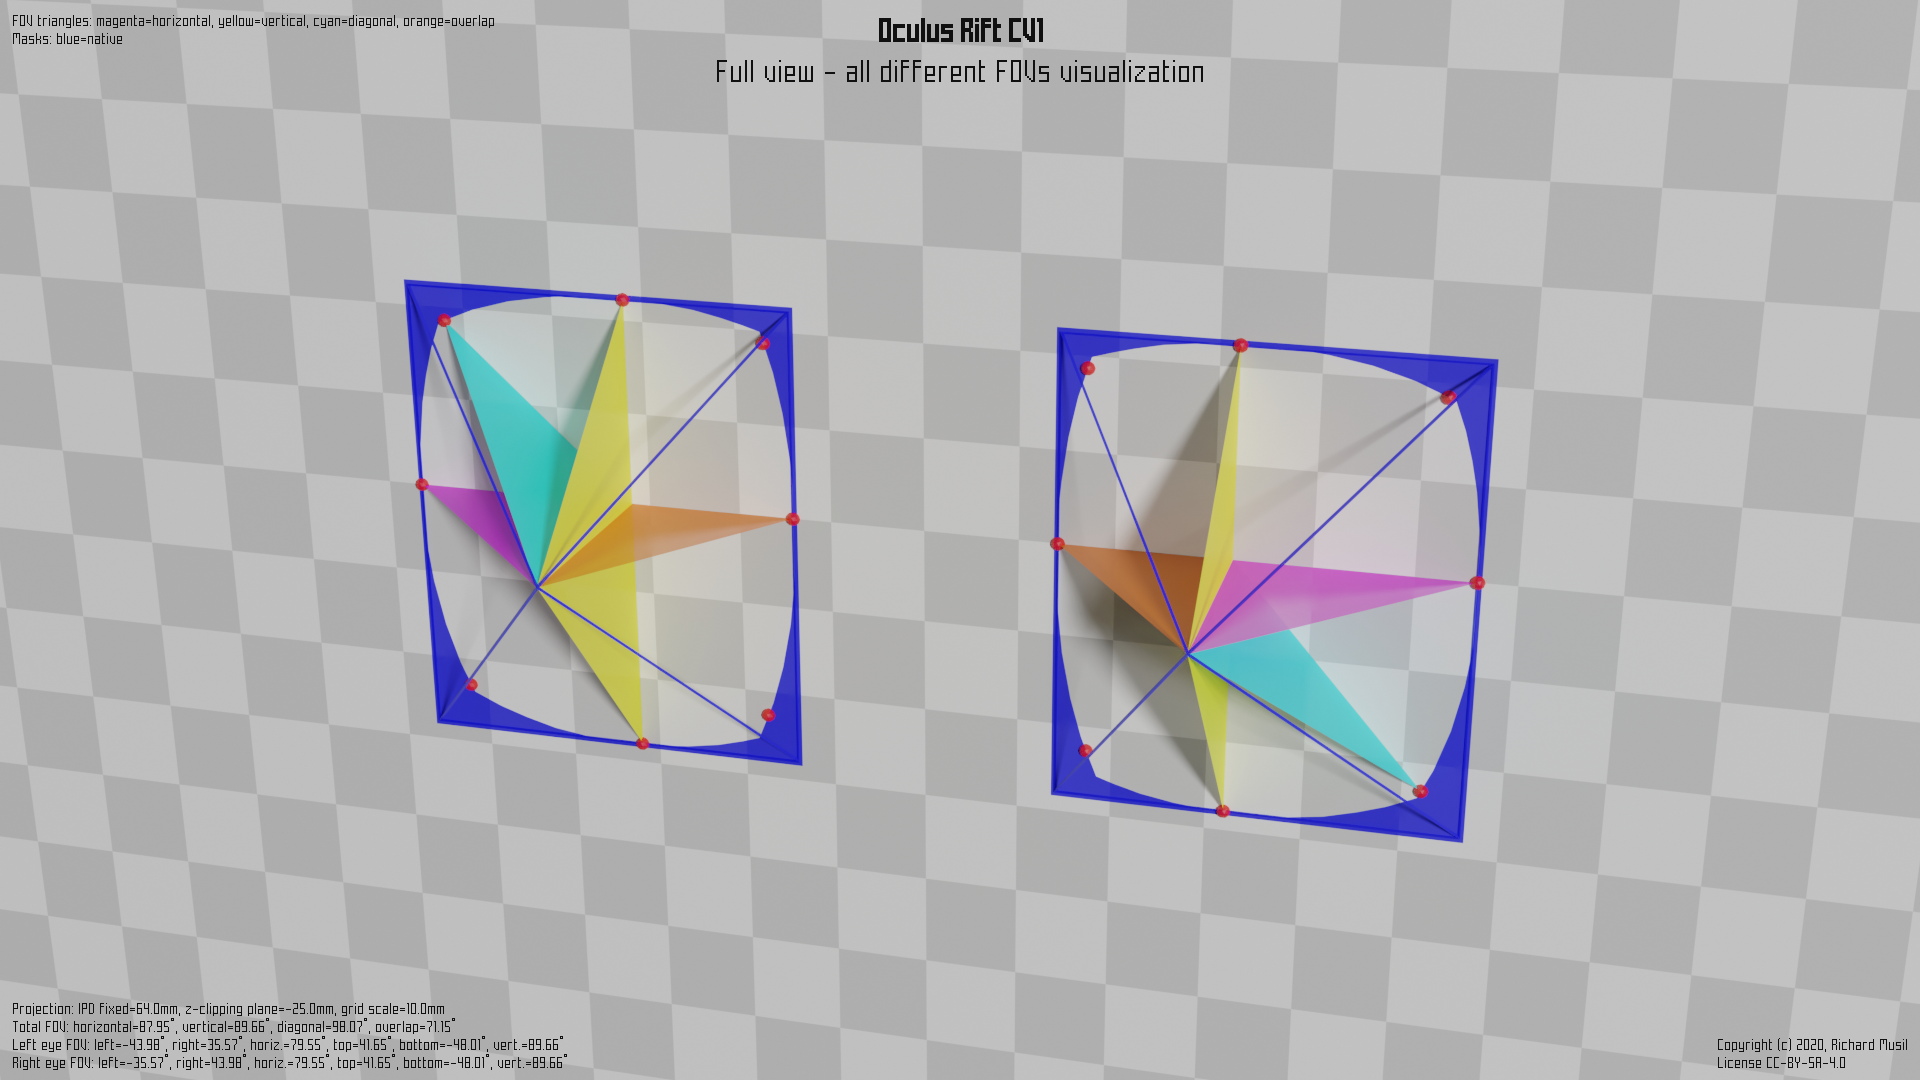 FOV triangles: magenta=horizontal, yellow=vertical, cyan=diagonal, orange=overlap
Masks: blue=native
Oculus Rift CV1
Full view - all different FOVs visualization
Projection: IPD fixed=64.0mm, z-clipping plane=-25.0mm, grid scale=10.0mm
Total FOV: horizontal=87.95°, vertical=89.66°, diagonal=98.07°, overlap=71.15°
Left eye FOV: left=-43.98°, right=35.57°, horiz.=79.55°, top=41.65°, bottom=-48.01°, vert.=89.66°
Right eye FOV: left=-35.57°, right=43.98°, horiz.=79.55°, top=41.65°, bottom=-48.01°, vert.=89.66°
Copyright (c) 2020, Richard Musil
License CC-BY-SA-4.0